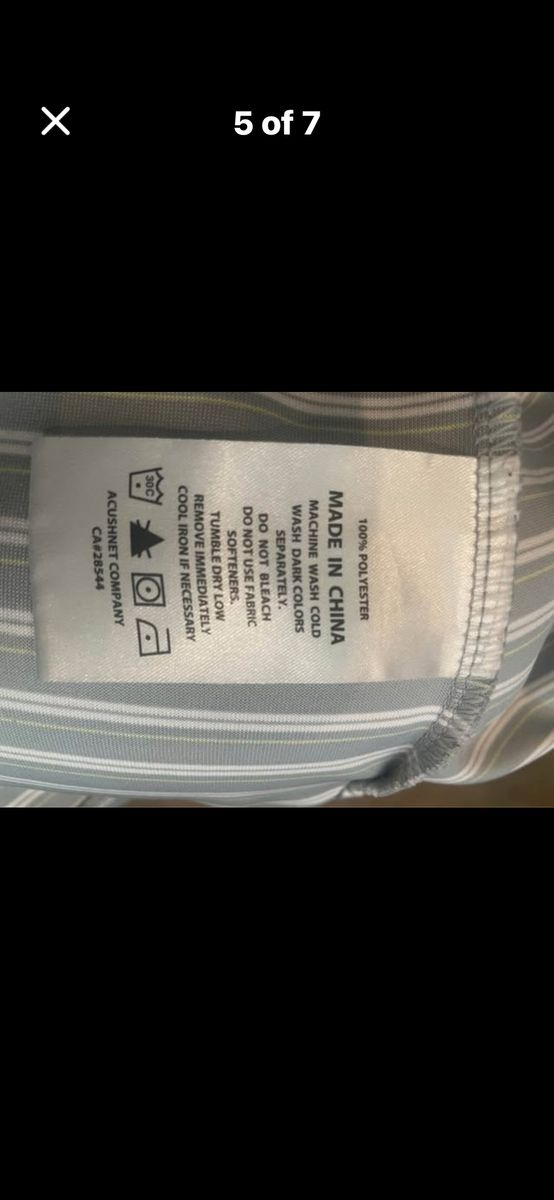 5 of 7
100% POLYESTER
MADE IN CHINA
MACHINE WASH COLD
WASH DARK COLORS
SEPARATELY.
DO NOT BLEACH
DO NOT USE FABRIC
SOFTENERS.
TUMBLE DRY LOW
REMOVE IMMEDIATELY
COOL IRON IF NECESSARY
30C
ACUSHNET COMPANY
CA#28544